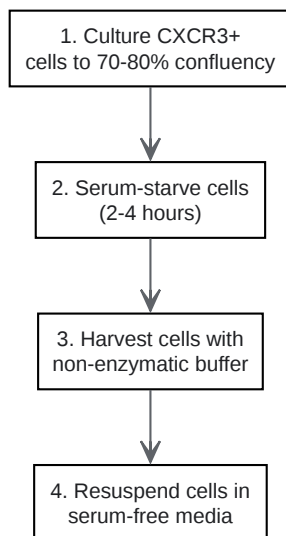 1. Culture CXCR3+
cells to 70-80% confluency
2. Serum-starve cells
(2-4 hours)
3. Harvest cells with
non-enzymatic buffer
4. Resuspend cells in
serum-free media